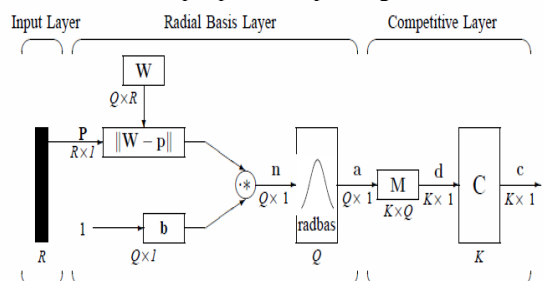 Input Layer Radial Basis Layer Competitive Layer
W
Q×R
P ‖W – p‖ n a M d C c
R×1 ·* Q×1 Q×1 K×Q K×1 K×1
radbas
1 b
R Q×1 Q K